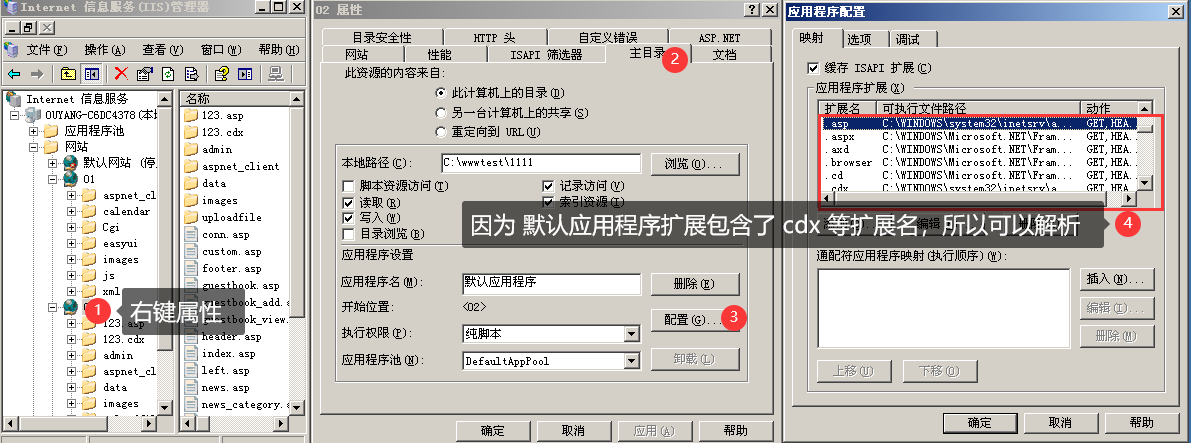 Internet 信息服务(IIS)管理器
文件(F) 操作(A) 查看(V) 窗口(W) 帮助(H)
Internet 信息服务
OUYANG-C6DC4378(本
应用程序池
网站
默认网站 (停
01
aspnet_cl
calendar
Cgi
easyui
images
js
xml
1
右键属性
123.asp
123.cdx
admin
aspnet_cl
data
images
名称
123.asp
123.cdx
admin
aspnet_client
data
images
uploadfile
conn.asp
custom.asp
footer.asp
guestbook.asp
guestbook_add.a
guestbook_view.
header.asp
index.asp
left.asp
news.asp
news_category.a
02 属性
目录安全性 HTTP 头 自定义错误 ASP.NET
网站 性能 ISAPI 筛选器 主目录 文档
2
此资源的内容来自:
此计算机上的目录(D)
另一台计算机上的共享(S)
重定向到 URL(U)
本地路径(C): C:\wwwtest\1111 浏览(O)...
脚本资源访问(T) 记录访问(V)
读取(R) 索引资源(I)
写入(W)
目录浏览(B)
应用程序设置
应用程序名(M): 默认应用程序 删除(E)
开始位置: <02>
配置(G)...
3
执行权限(P): 纯脚本
应用程序池(N): DefaultAppPool 卸载(L)
确定 取消 应用(A) 帮助
因为 默认应用程序扩展包含了 cdx 等扩展名，所以可以解析
应用程序配置
映射 选项 调试
缓存 ISAPI 扩展(C)
应用程序扩展(X)
扩展名 可执行文件路径 动作
.asp C:\WINDOWS\system32\inetsrv\a... GET,HEA..
.aspx C:\WINDOWS\Microsoft.NET\Fram... GET,HEA..
.axd C:\WINDOWS\Microsoft.NET\Fram... GET,HEA..
.browser C:\WINDOWS\Microsoft.NET\Fram... GET,HEA..
.cd C:\WINDOWS\Microsoft.NET\Fram... GET,HEA..
.cdx C:\WINDOWS\system32\inetsrv\a... GET,HEA..
4
通配符应用程序映射(执行顺序)(W):
插入(N)...
编辑(I)...
删除(M)
上移(U) 下移(O)
确定 取消 帮助